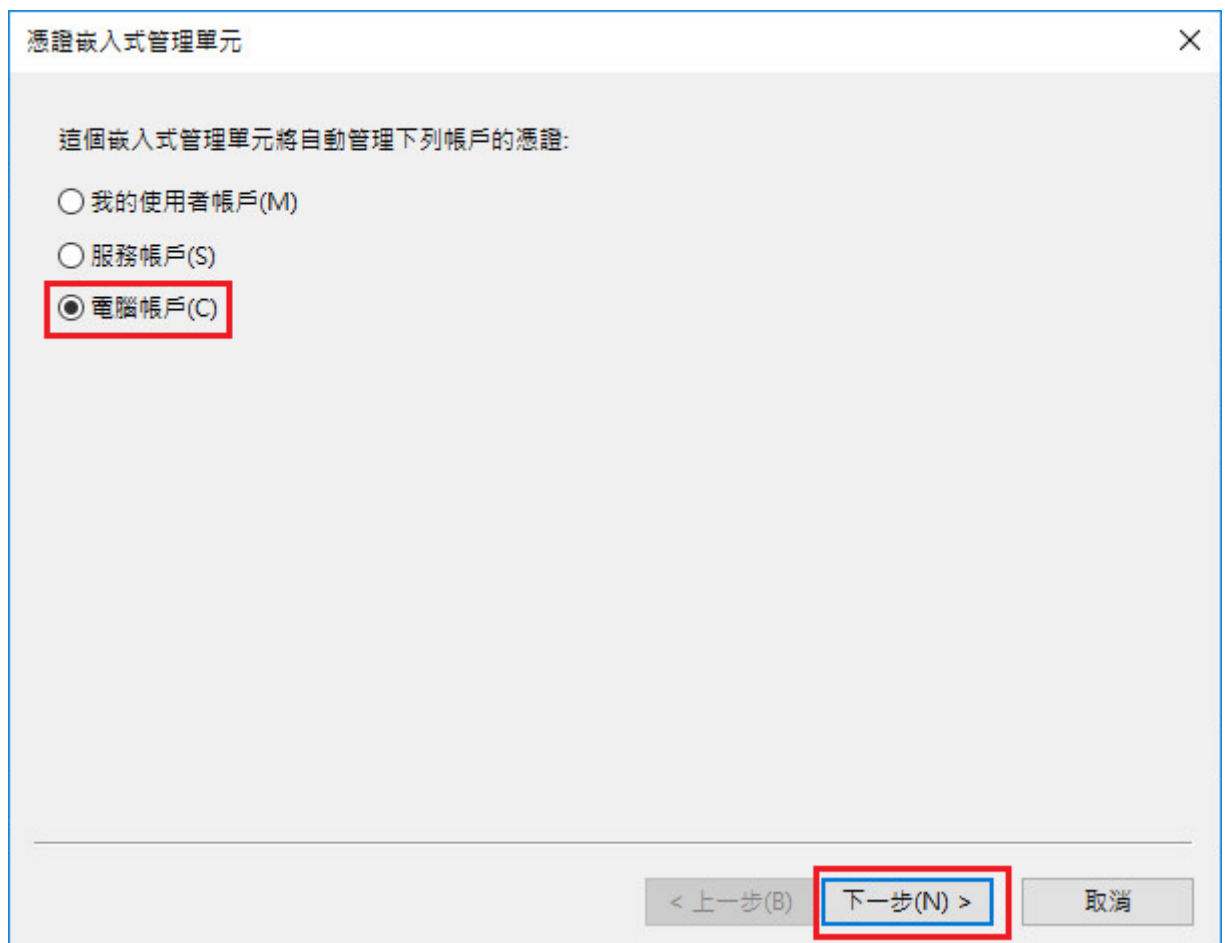 憑證嵌入式管理單元
這個嵌入式管理單元將自動管理下列帳戶的憑證:
我的使用者帳戶(M)
服務帳戶(S)
電腦帳戶(C)
< 上一步(B) 下一步(N) > 取消